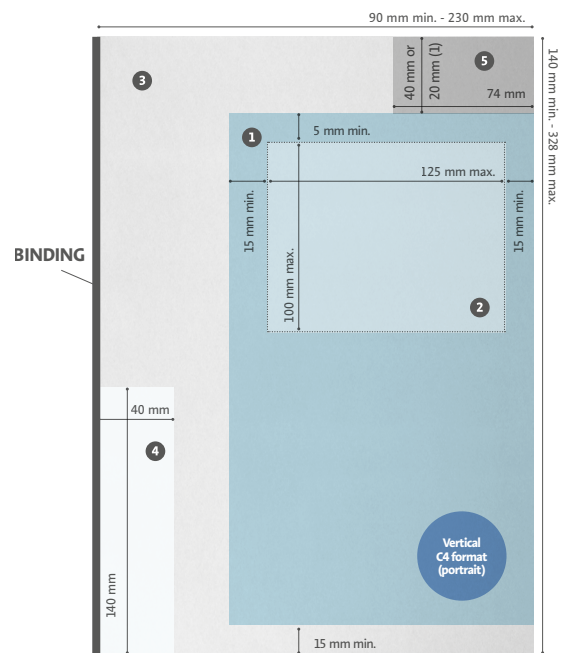 90 mm min. - 230 mm max.
5
40 mm or
20 mm (1)
74 mm
3
140 mm min. - 328 mm max.
1
5 mm min.
125 mm max.
15 mm min.
15 mm min.
BINDING
100 mm max.
2
40 mm
4
Vertical
C4 format
(portrait)
140 mm
15 mm min.